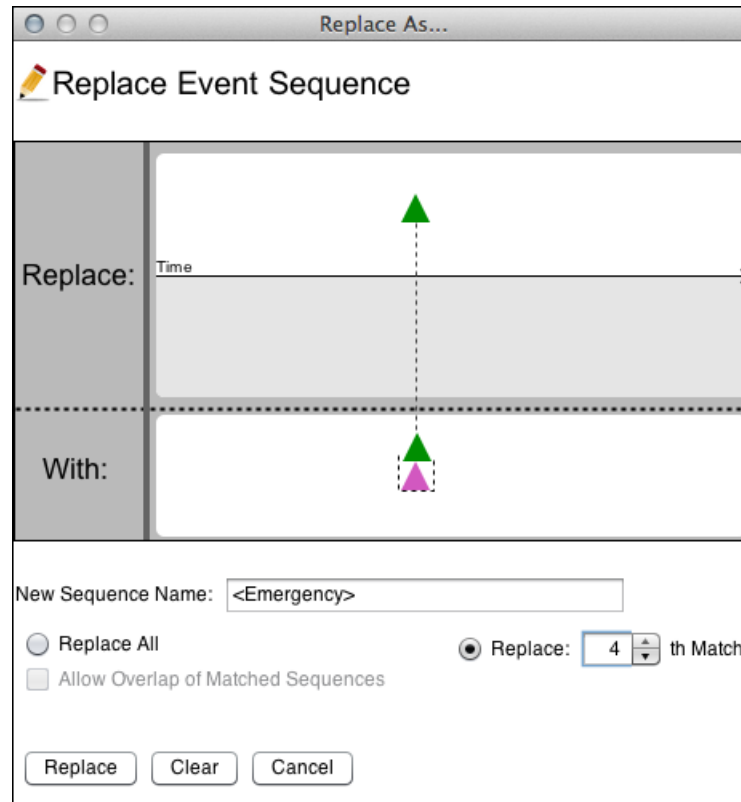 Replace As...
Replace Event Sequence
Replace:
Time
With:
New Sequence Name: <Emergency>
Replace All
Replace: 4 th Match
Allow Overlap of Matched Sequences
Replace Clear Cancel